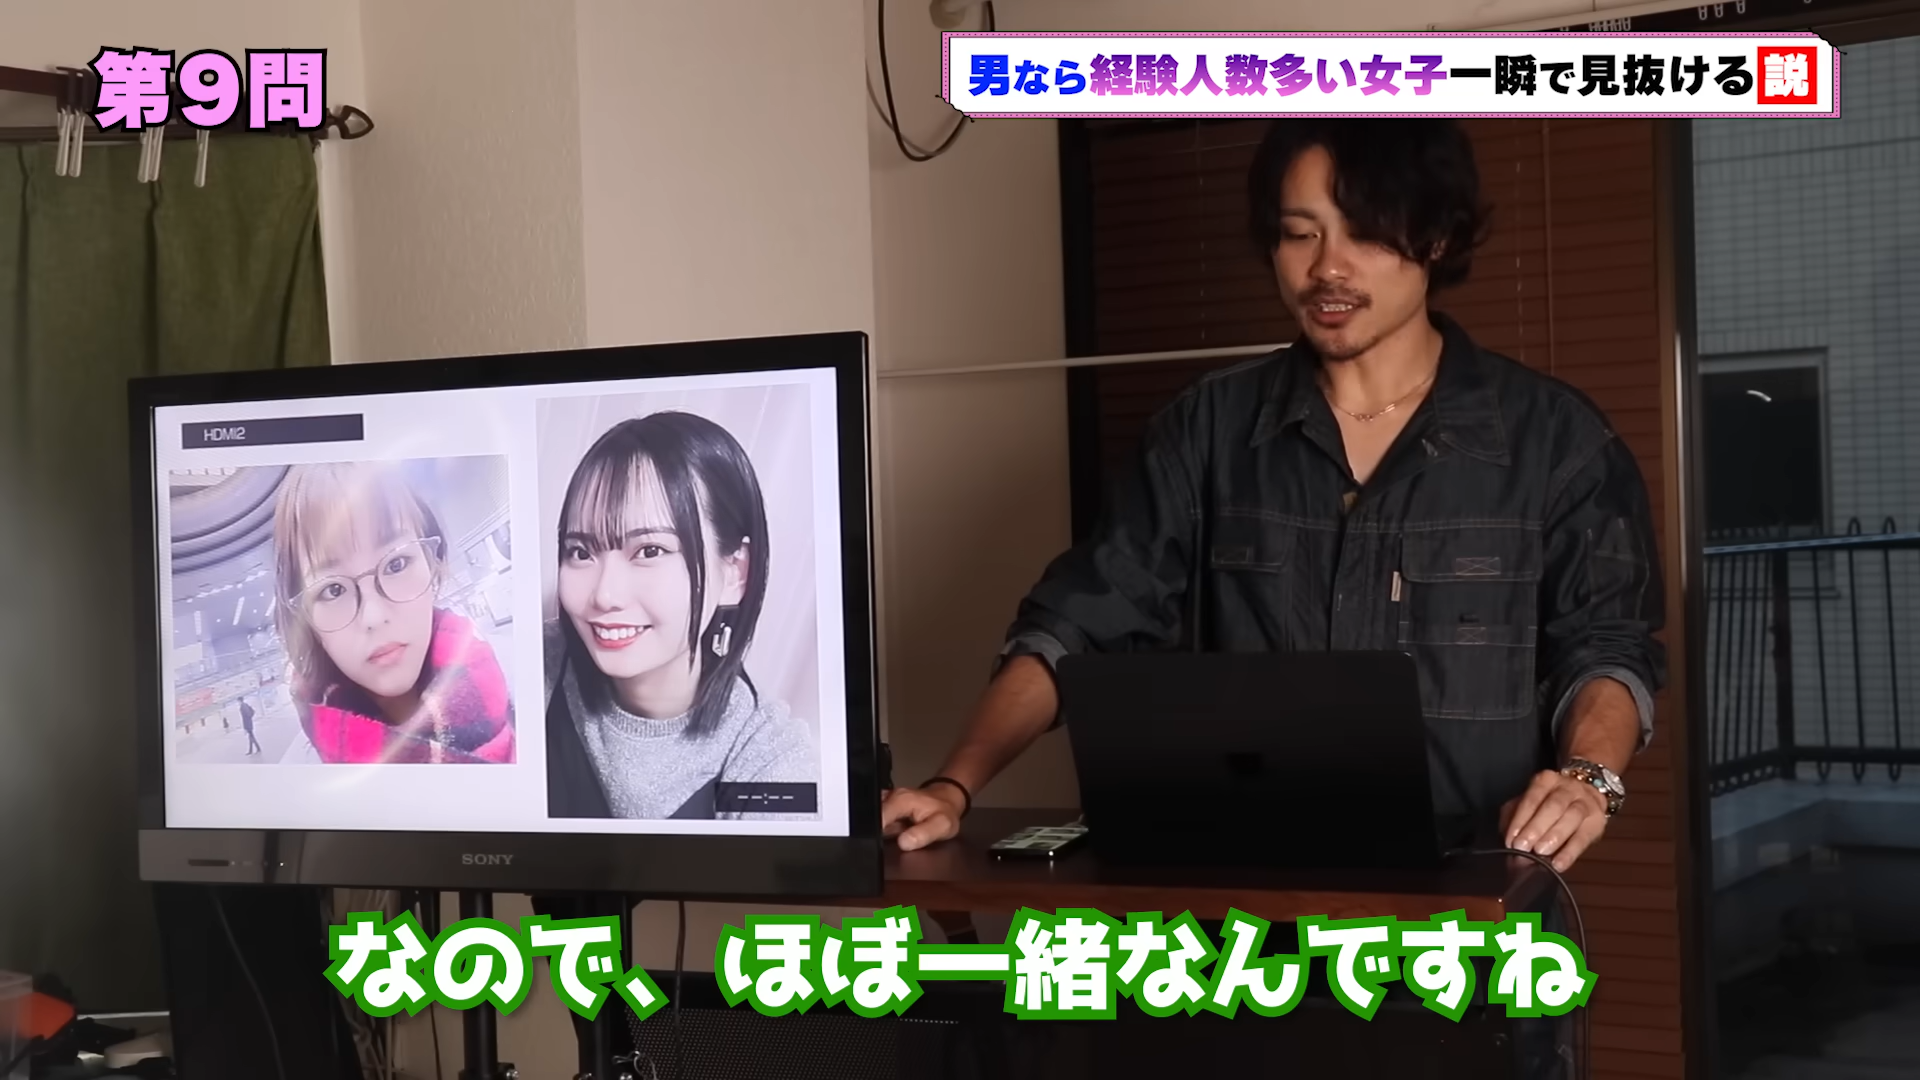 第9問
男なら経験人数多い女子一瞬で見抜ける説
HDMI2
--:--
SONY
なので、ほぼ一緒なんですね